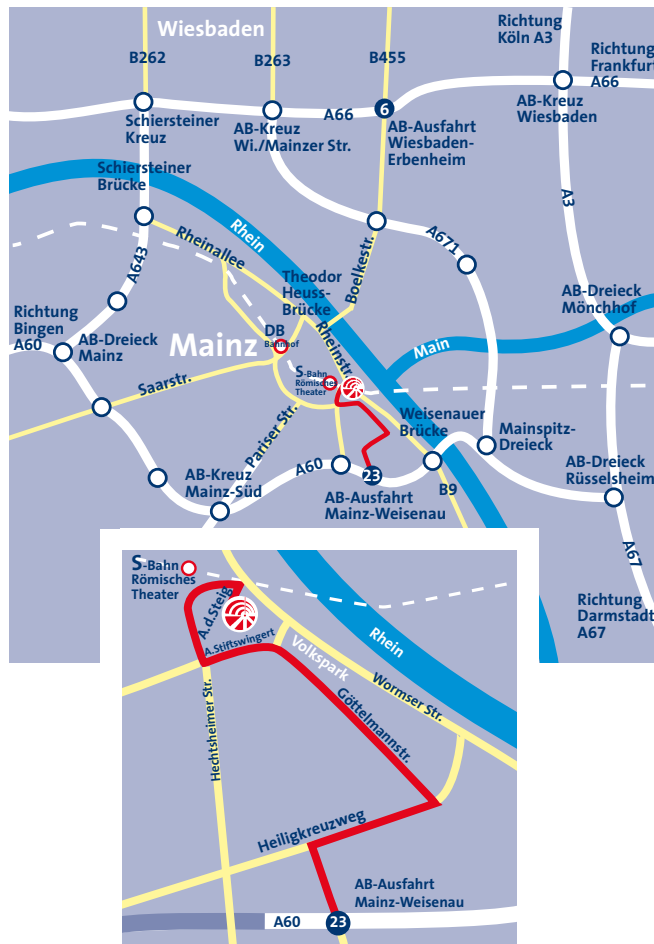 Wiesbaden
B262
B263
B455
Richtung
Köln A3
Richtung
Frankfurt
A66
Schiersteiner
Kreuz
AB-Kreuz
Wi./Mainzer Str.
A66
6
AB-Ausfahrt
Wiesbaden-
Erbenheim
AB-Kreuz
Wiesbaden
Schiersteiner
Brücke
Rhein
Rheinallee
A643
Boelkestr.
A671
A3
Theodor
Heuss-
Brücke
Richtung
Bingen
A60
AB-Dreieck
Mainz
Mainz
DB
Bahnhof
Rheinstr.
Main
AB-Dreieck
Mönchhof
S-Bahn
Römisches
Theater
Saarstr.
Pariser Str.
Weisenauer
Brücke
Mainspitz-
Dreieck
AB-Kreuz
Mainz-Süd
A60
23
AB-Ausfahrt
Mainz-Weisenau
B9
AB-Dreieck
Rüsselsheim
A67
Richtung
Darmstadt
A67
S-Bahn
Römisches
Theater
A.d.Steig
A.Stiftswingert
Volkspark
Rhein
Wormser Str.
Göttelmannstr.
Hechtsheimer Str.
Heiligkreuzweg
AB-Ausfahrt
Mainz-Weisenau
A60
23